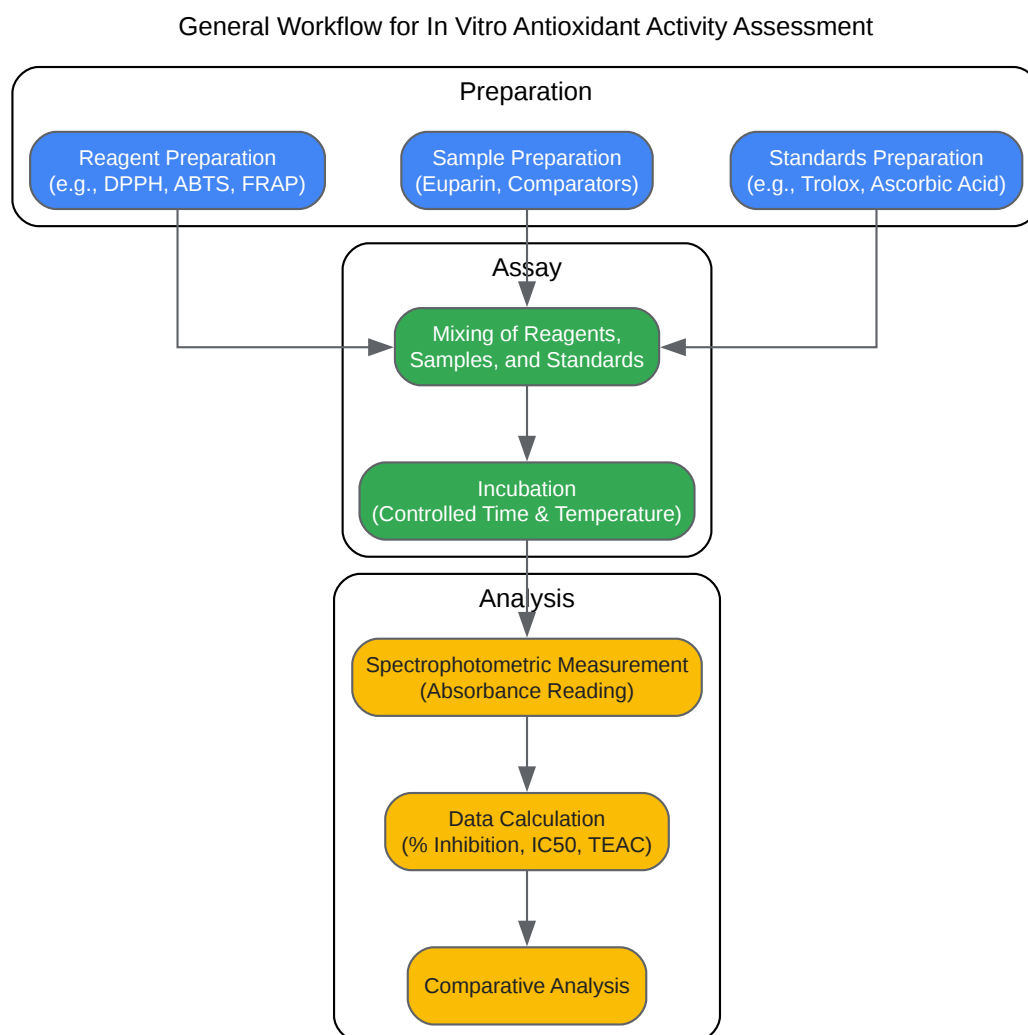 General Workflow for In Vitro Antioxidant Activity Assessment
Preparation
Reagent Preparation
(e.g., DPPH, ABTS, FRAP)
Sample Preparation
(Euparin, Comparators)
Standards Preparation
(e.g., Trolox, Ascorbic Acid)
Assay
Mixing of Reagents,
Samples, and Standards
Incubation
(Controlled Time & Temperature)
Analysis
Spectrophotometric Measurement
(Absorbance Reading)
Data Calculation
(% Inhibition, IC50, TEAC)
Comparative Analysis